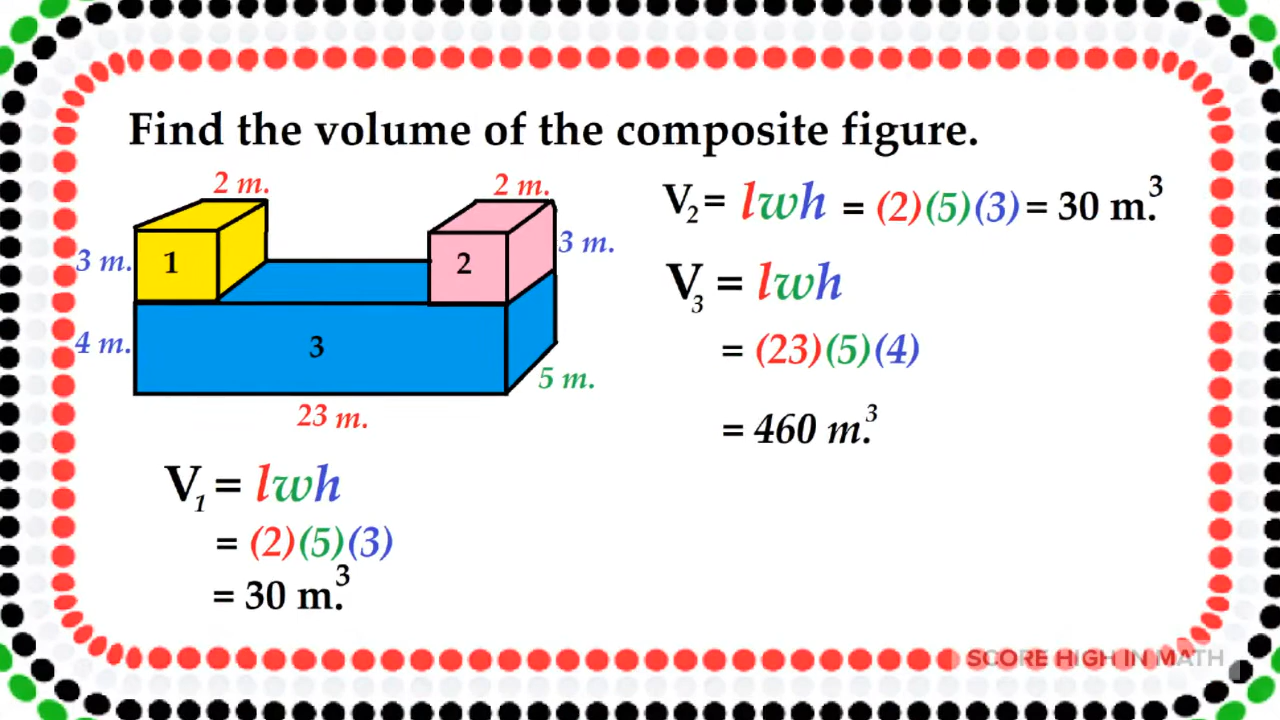 Find the volume of the composite figure.
2 m.
2 m.
3 m.
1
2
3 m.
4 m.
3
5 m.
23 m.
V₁ = lwh
= (2)(5)(3)
= 30 m.³
V₂ = lwh = (2)(5)(3) = 30 m.³
V₃ = lwh
= (23)(5)(4)
= 460 m.³
SCORE HIGH IN MATH